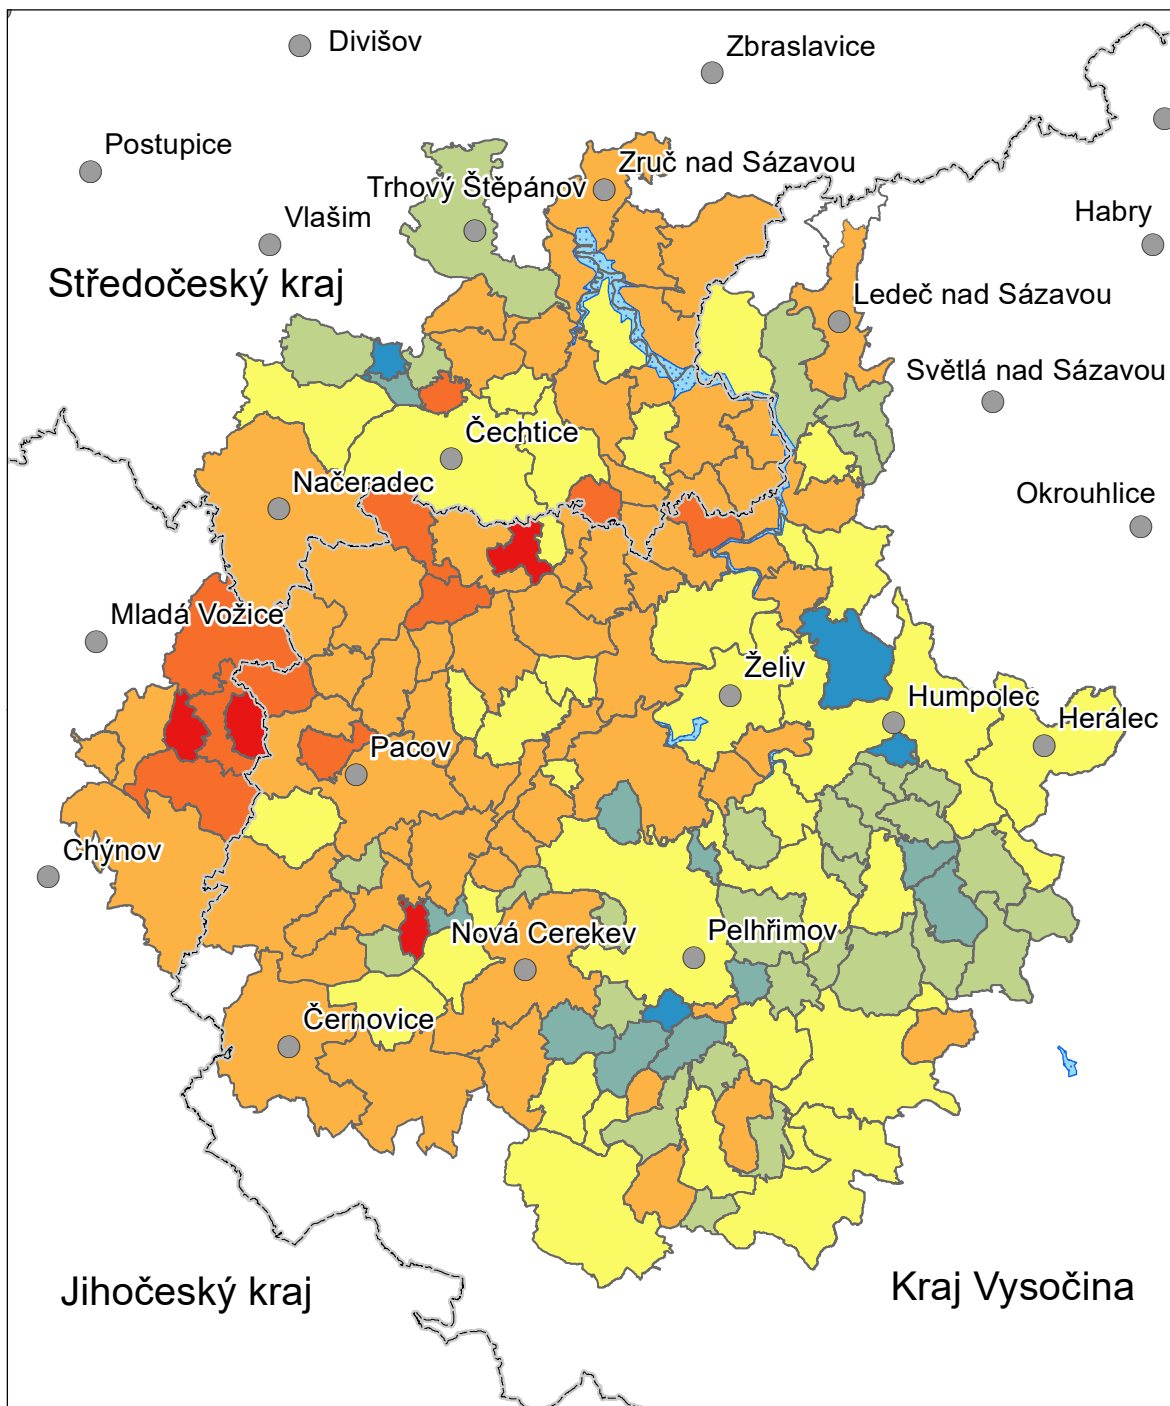 Divišov
Zbraslavice
Postupice
Zruč nad Sázavou
Trhový Štěpánov
Vlašim
Habry
Středočeský kraj
Ledeč nad Sázavou
Světlá nad Sázavou
Čechtice
Načeradec
Okrouhlice
Mladá Vožice
Želiv
Humpolec
Herálec
Pacov
Chýnov
Nová Cerekev
Pelhřimov
Černovice
Jihočeský kraj
Kraj Vysočina